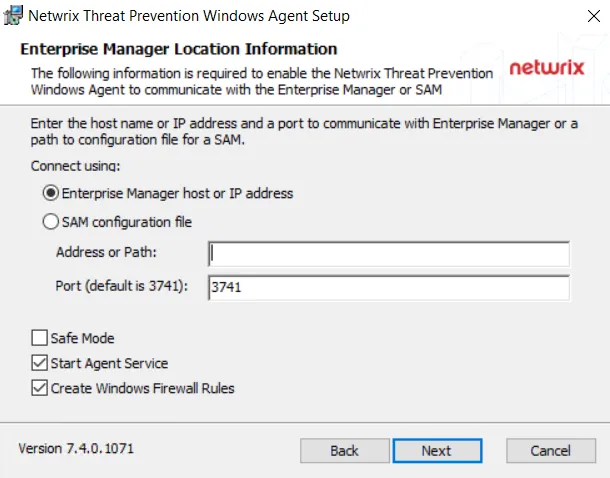 Netwrix Threat Prevention Windows Agent Setup
Enterprise Manager Location Information
The following information is required to enable the Netwrix Threat Prevention
Windows Agent to communicate with the Enterprise Manager or SAM
netwrix
Enter the host name or IP address and a port to communicate with Enterprise Manager or a
path to configuration file for a SAM.
Connect using:
Enterprise Manager host or IP address
SAM configuration file
Address or Path:
Port (default is 3741):
3741
Safe Mode
Start Agent Service
Create Windows Firewall Rules
Version 7.4.0.1071
Back
Next
Cancel